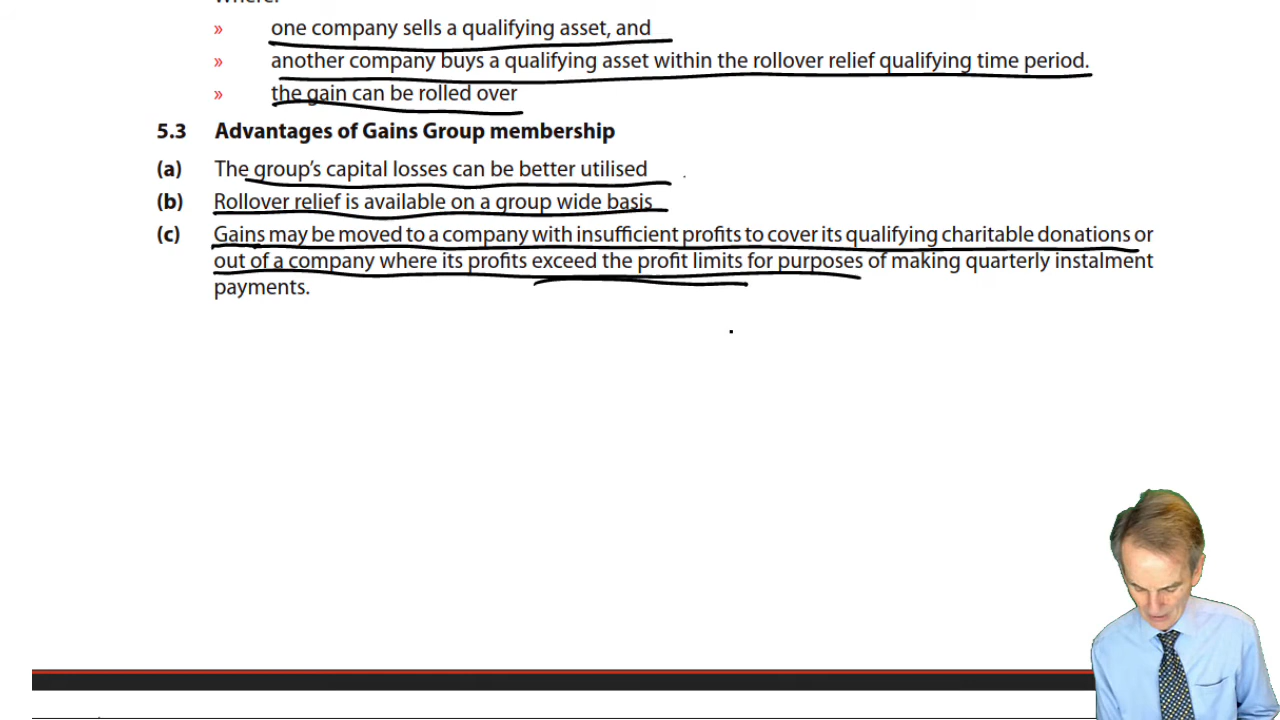 » one company sells a qualifying asset, and
» another company buys a qualifying asset within the rollover relief qualifying time period.
» the gain can be rolled over
5.3 Advantages of Gains Group membership
(a) The group’s capital losses can be better utilised
(b) Rollover relief is available on a group wide basis
(c) Gains may be moved to a company with insufficient profits to cover its qualifying charitable donations or
out of a company where its profits exceed the profit limits for purposes of making quarterly instalment
payments.